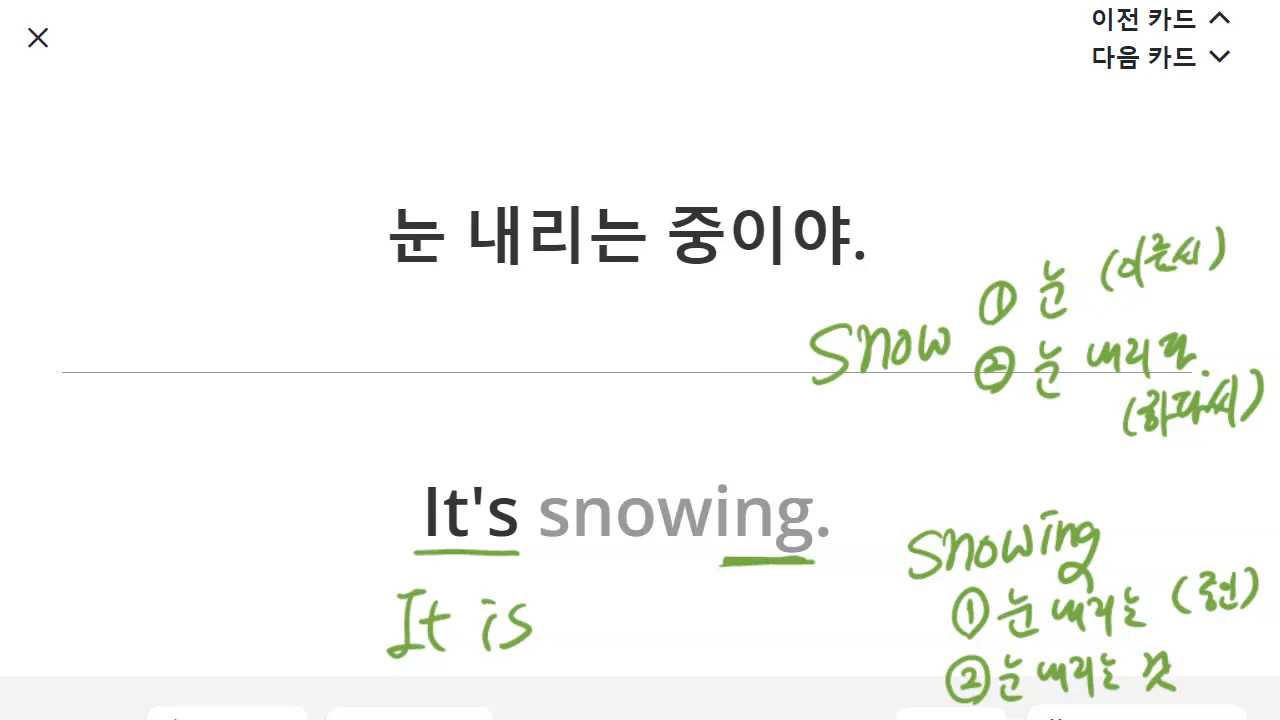 이전 카드
다음 카드
눈 내리는 중이야.
snow ① 눈 (이름씨)
② 눈 내리다.
(하다씨)
It's snowing.
It is
snowing
① 눈 내리는
② 눈 내리는 것